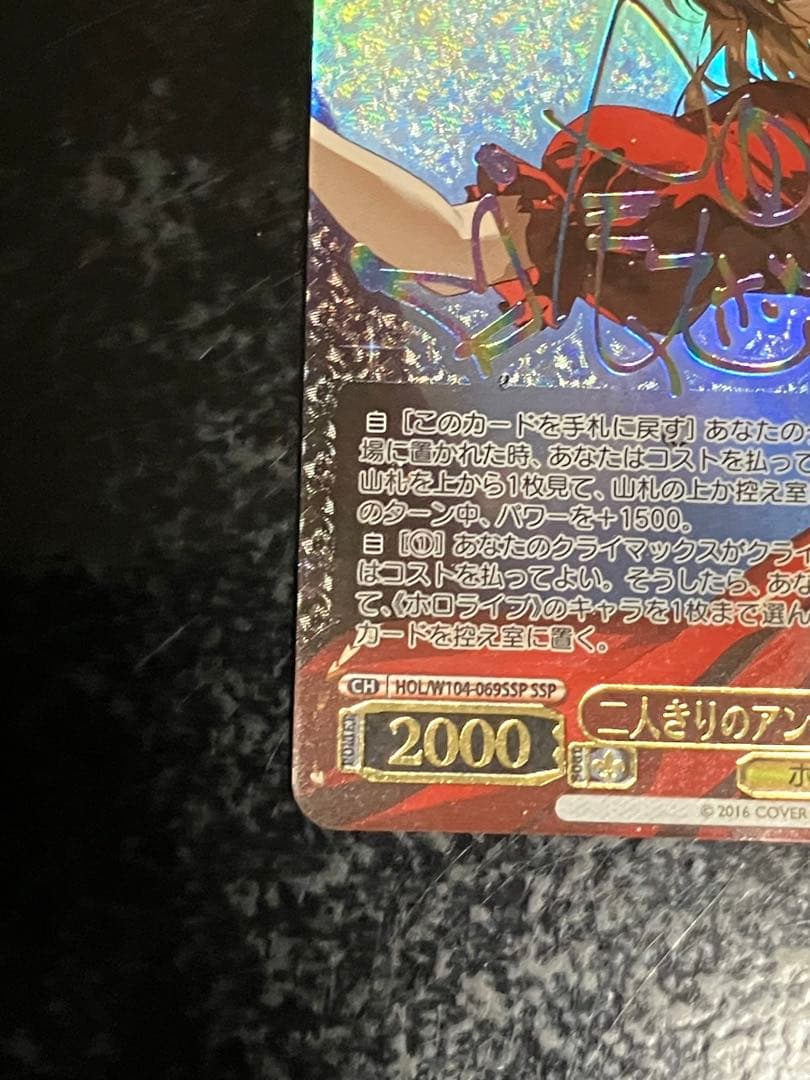 自［このカードを手札に戻す］あなたの
場に置かれた時、あなたはコストを払って
山札を上から1枚見て、山札の上か控え室
のターン中、パワーを＋1500。
自［⑴］あなたのクライマックスがクライ
はコストを払ってよい。そうしたら、あな
て、《ホロライブ》のキャラを1枚まで選ん
カードを控え室に置く。
CH HOL/W104-069SSP SSP
二人きりのアン
POWER 2000 SOUL
ホ
©2016 COVER